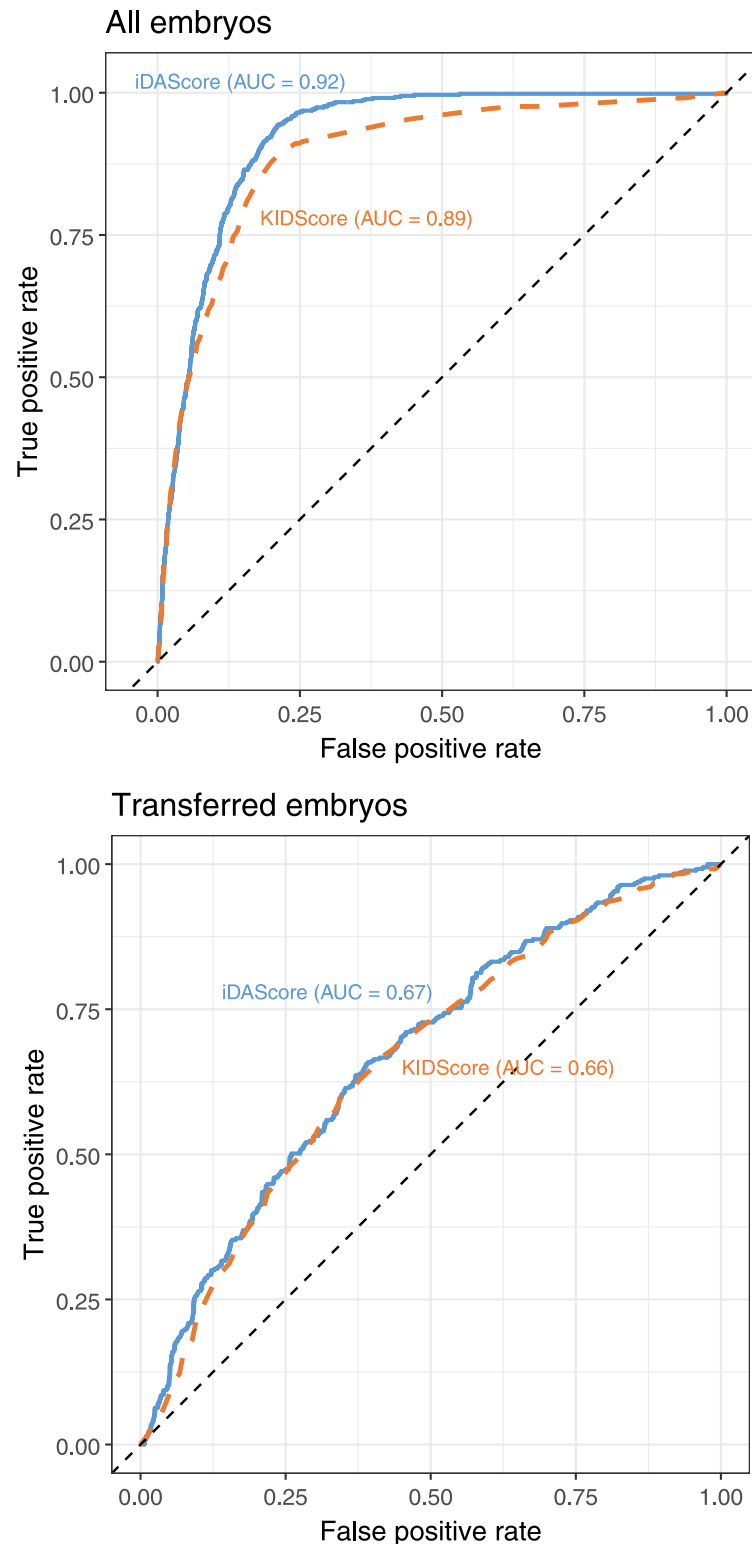 All embryos
iDAScore (AUC = 0.92)
1.00
KIDScore (AUC = 0.89)
0.75
0.50
0.25
0.00
True positive rate
0.00 0.25 0.50 0.75 1.00
False positive rate
Transferred embryos
1.00
iDAScore (AUC = 0.67)
0.75
KIDScore (AUC = 0.66)
0.50
0.25
0.00
True positive rate
0.00 0.25 0.50 0.75 1.00
False positive rate